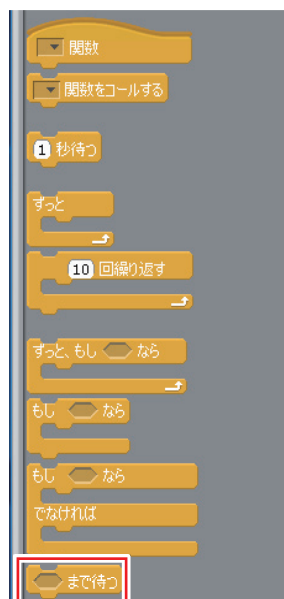 関数
関数をコールする
1 秒待つ
ずっと
10 回繰り返す
ずっと、もし なら
もし なら
もし なら
でなければ
まで待つ